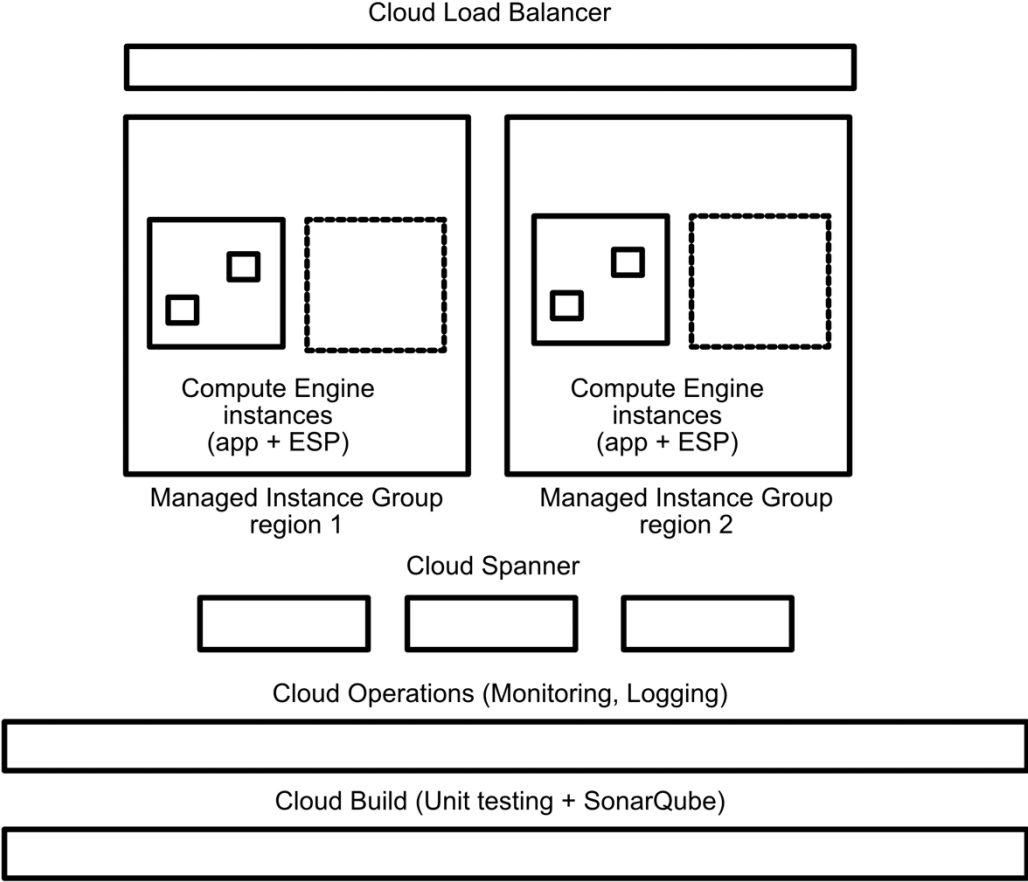 Cloud Load Balancer
Compute Engine
instances
(app + ESP)
Compute Engine
instances
(app + ESP)
Managed Instance Group
region 1
Managed Instance Group
region 2
Cloud Spanner
Cloud Operations (Monitoring, Logging)
Cloud Build (Unit testing + SonarQube)